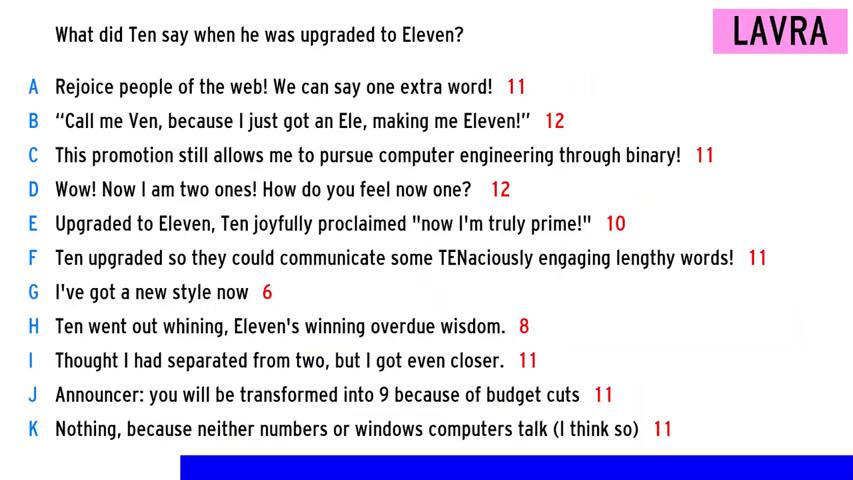 What did Ten say when he was upgraded to Eleven?
LAVRA
A Rejoice people of the web! We can say one extra word! 11
B “Call me Ven, because I just got an Ele, making me Eleven!” 12
C This promotion still allows me to pursue computer engineering through binary! 11
D Wow! Now I am two ones! How do you feel now one? 12
E Upgraded to Eleven, Ten joyfully proclaimed "now I'm truly prime!" 10
F Ten upgraded so they could communicate some TENaciously engaging lengthy words! 11
G I've got a new style now 6
H Ten went out whining, Eleven's winning overdue wisdom. 8
I Thought I had separated from two, but I got even closer. 11
J Announcer: you will be transformed into 9 because of budget cuts 11
K Nothing, because neither numbers or windows computers talk (I think so) 11